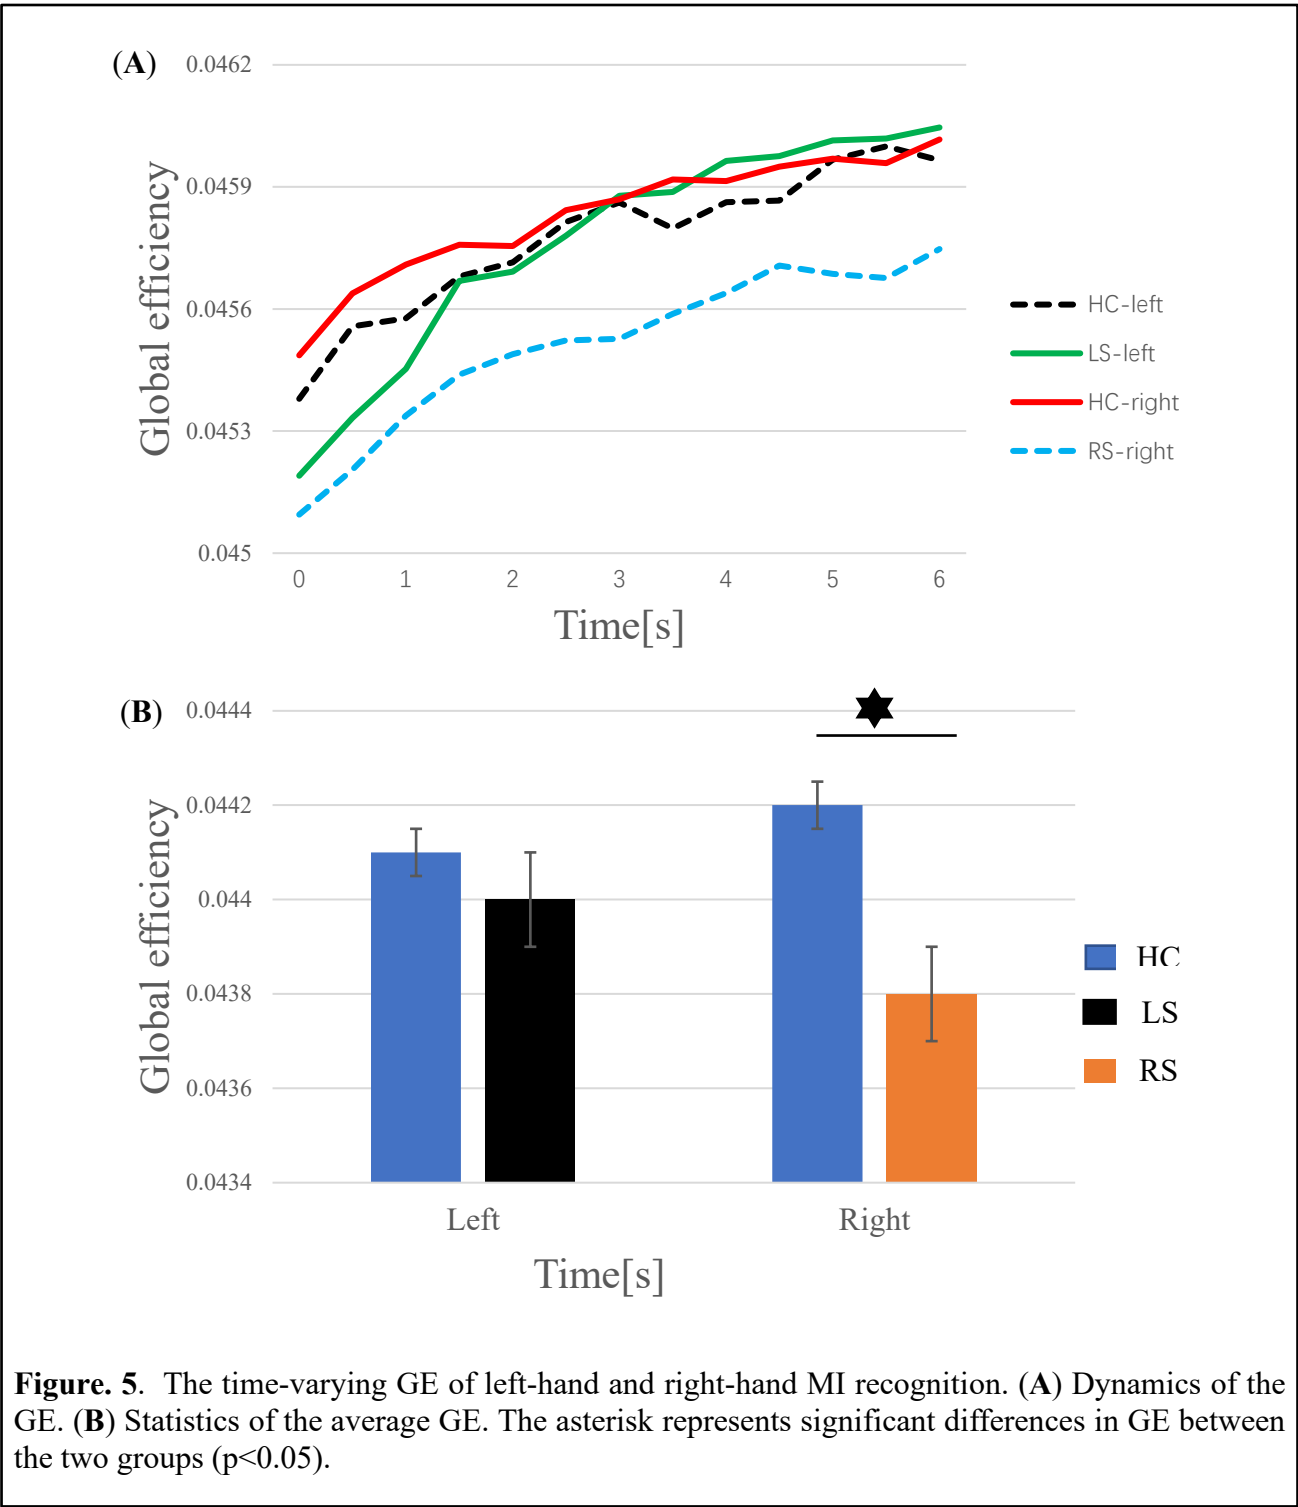 (A)
0.0462
0.0459
0.0456
0.0453
0.045
Global efficiency
0 1 2 3 4 5 6
Time[s]
HC-left
LS-left
HC-right
RS-right
(B)
0.0444
0.0442
0.044
0.0438
0.0436
0.0434
Global efficiency
Left Right
Time[s]
HC
LS
RS
Figure. 5. The time-varying GE of left-hand and right-hand MI recognition. (A) Dynamics of the
GE. (B) Statistics of the average GE. The asterisk represents significant differences in GE between
the two groups (p<0.05).